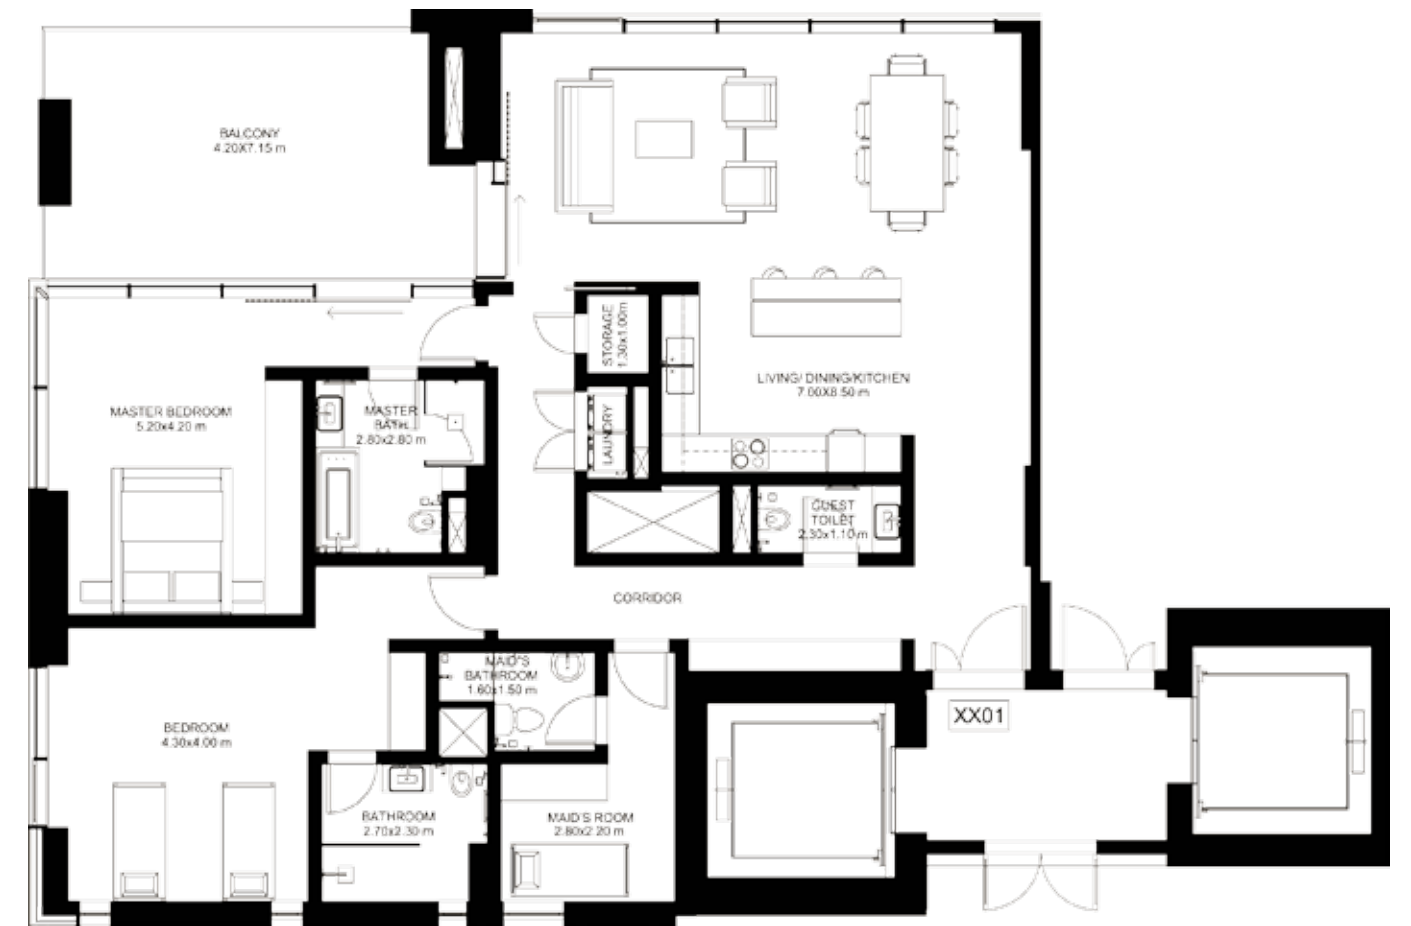 BALCONY
4.20X7.15 m
STORAGE
1.30x1.00m
LIVING/ DINING/KITCHEN
7.00X8.50 m
MASTER BEDROOM
5.20x4.20 m
MASTER
BATH.
2.80x2.80 m
LAUNDRY
GUEST
TOILET
2.30x1.10 m
CORRIDOR
MAID'S
BATHROOM
1.60x1.50 m
XX01
BEDROOM
4.30x4.00 m
BATHROOM
2.70x2.30 m
MAID'S ROOM
2.80x2.20 m